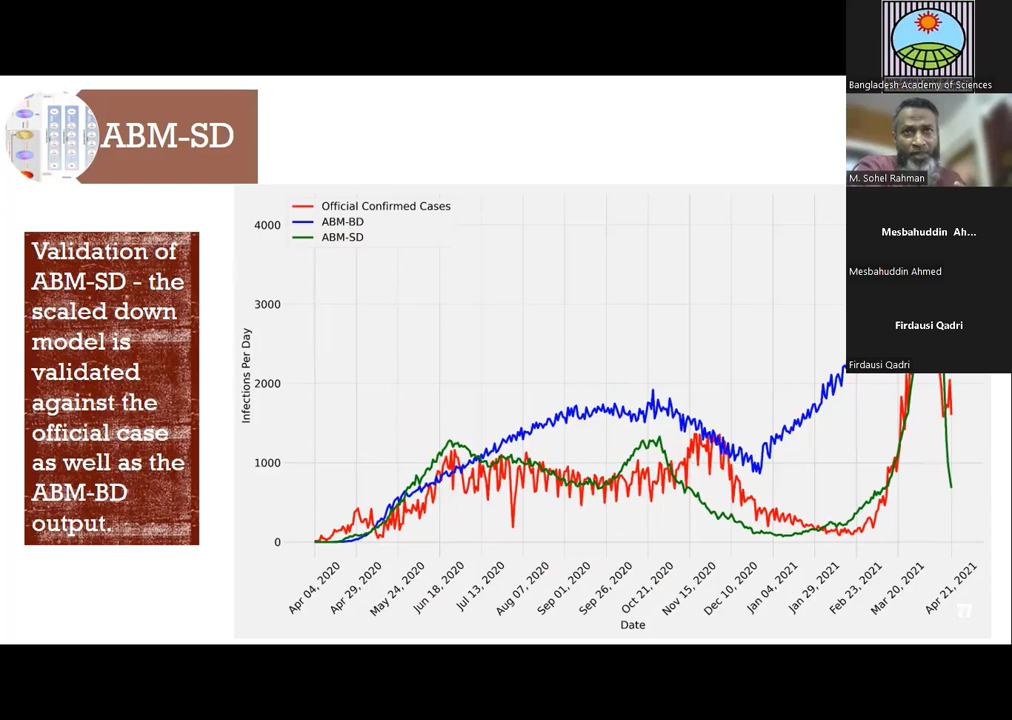 ABM-SD
Validation of
ABM-SD - the
scaled down
model is
validated
against the
official case
as well as the
ABM-BD
output.
Official Confirmed Cases
ABM-BD
ABM-SD
Infections Per Day
4000
3000
2000
1000
0
Apr 04, 2020
Apr 29, 2020
May 24, 2020
Jun 18, 2020
Jul 13, 2020
Aug 07, 2020
Sep 01, 2020
Sep 26, 2020
Oct 21, 2020
Nov 15, 2020
Dec 10, 2020
Jan 04, 2021
Jan 29, 2021
Feb 23, 2021
Mar 20, 2021
Apr 21, 2021
Date
77
Bangladesh Academy of Sciences
M. Sohel Rahman
Mesbahuddin Ah...
Mesbahuddin Ahmed
Firdausi Qadri
Firdausi Qadri